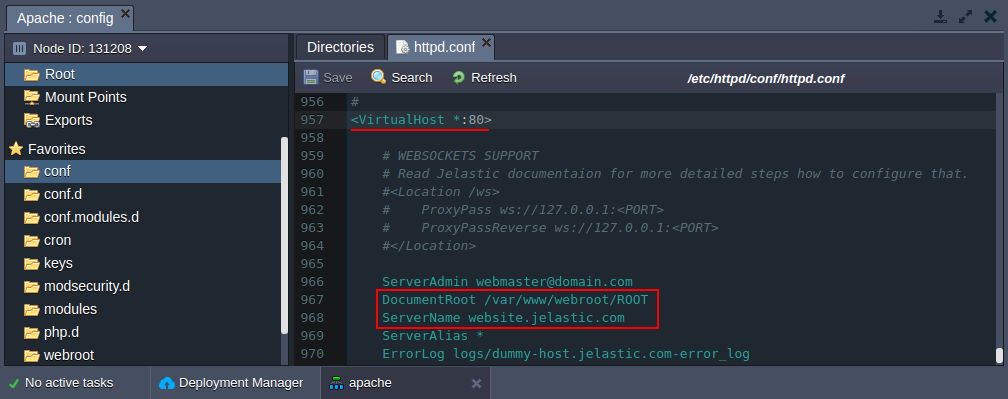 Apache : config
Node ID: 131208
Root
Mount Points
Exports
Favorites
conf
conf.d
conf.modules.d
cron
keys
modsecurity.d
modules
php.d
webroot
Directories
httpd.conf
Save
Search
Refresh
/etc/httpd/conf/httpd.conf
956 #
957 <VirtualHost *:80>
958
959 # WEBSOCKETS SUPPORT
960 # Read Jelastic documentaion for more detailed steps how to configure that.
961 #<Location /ws>
962 # ProxyPass ws://127.0.0.1:<PORT>
963 # ProxyPassReverse ws://127.0.0.1:<PORT>
964 #</Location>
965
966 ServerAdmin webmaster@domain.com
967 DocumentRoot /var/www/webroot/ROOT
968 ServerName website.jelastic.com
969 ServerAlias *
970 ErrorLog logs/dummy-host.jelastic.com-error_log
No active tasks
Deployment Manager
apache